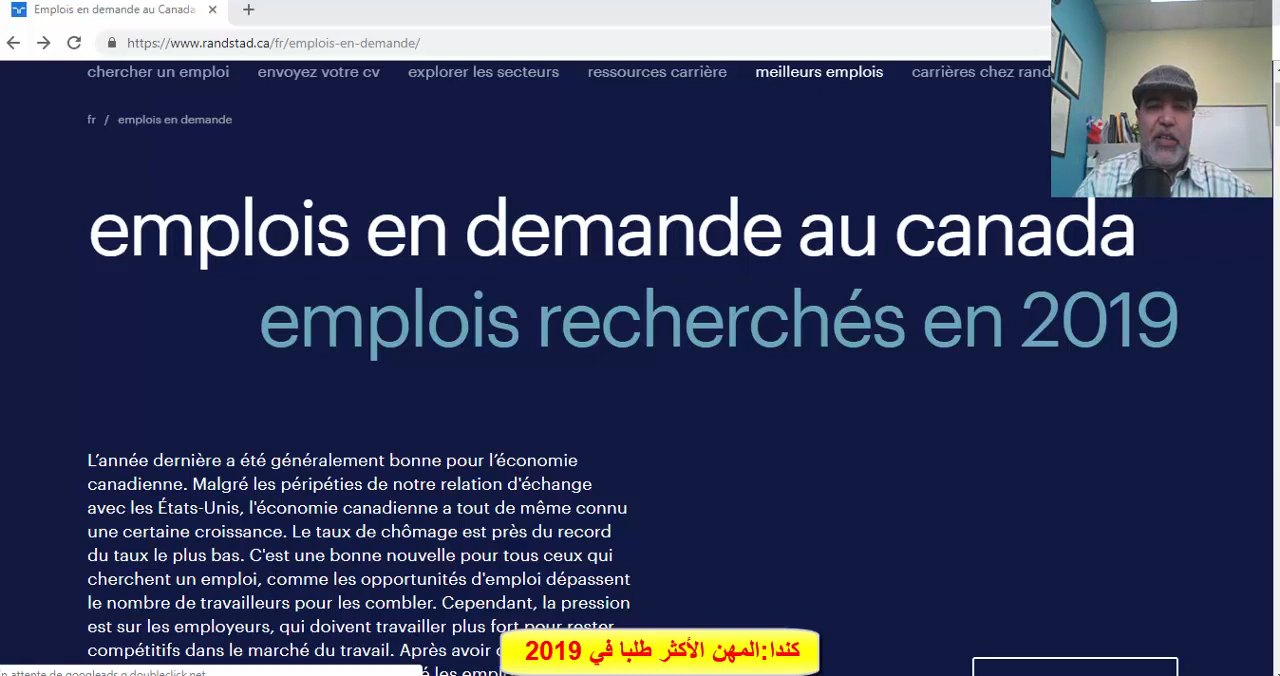 Emplois en demande au Canada
https://www.randstad.ca/fr/emplois-en-demande/
chercher un emploi envoyez votre cv explorer les secteurs ressources carrière meilleurs emplois carrières chez rand
fr / emplois en demande
emplois en demande au canada
emplois recherchés en 2019
L'année dernière a été généralement bonne pour l'économie
canadienne. Malgré les péripéties de notre relation d'échange
avec les États-Unis, l'économie canadienne a tout de même connu
une certaine croissance. Le taux de chômage est près du record
du taux le plus bas. C'est une bonne nouvelle pour tous ceux qui
cherchent un emploi, comme les opportunités d'emploi dépassent
le nombre de travailleurs pour les combler. Cependant, la pression
est sur les employeurs, qui doivent travailler plus fort pour rester
compétitifs dans le marché du travail. Après avoir
كندا:المهن الأكثر طلبا في 2019
n attente de googleads.g.doubleclick.net